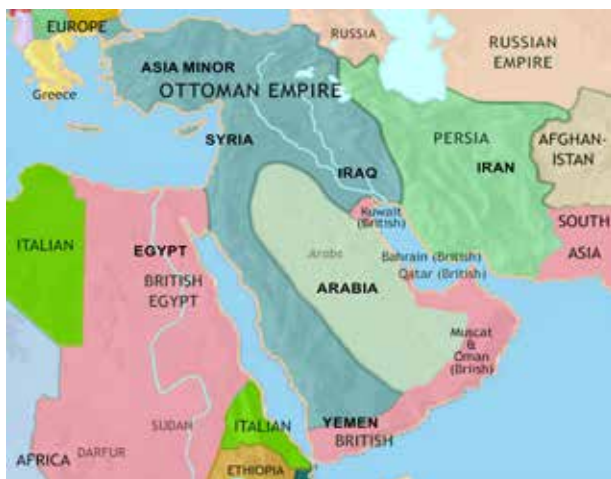 EUROPE
RUSSIA
RUSSIAN
EMPIRE
ASIA MINOR
OTTOMAN EMPIRE
Greece
SYRIA
PERSIA
IRAN
AFGHAN-
ISTAN
IRAQ
Kuwait
(British)
SOUTH
ASIA
ITALIAN
EGYPT
BRITISH
EGYPT
Arabs
ARABIA
Bahrain (British)
Qatar (British)
Muscat
&
Oman
(Briish)
SUDAN
ITALIAN
YEMEN
BRITISH
AFRICA
DARFUR
ETHIOPIA